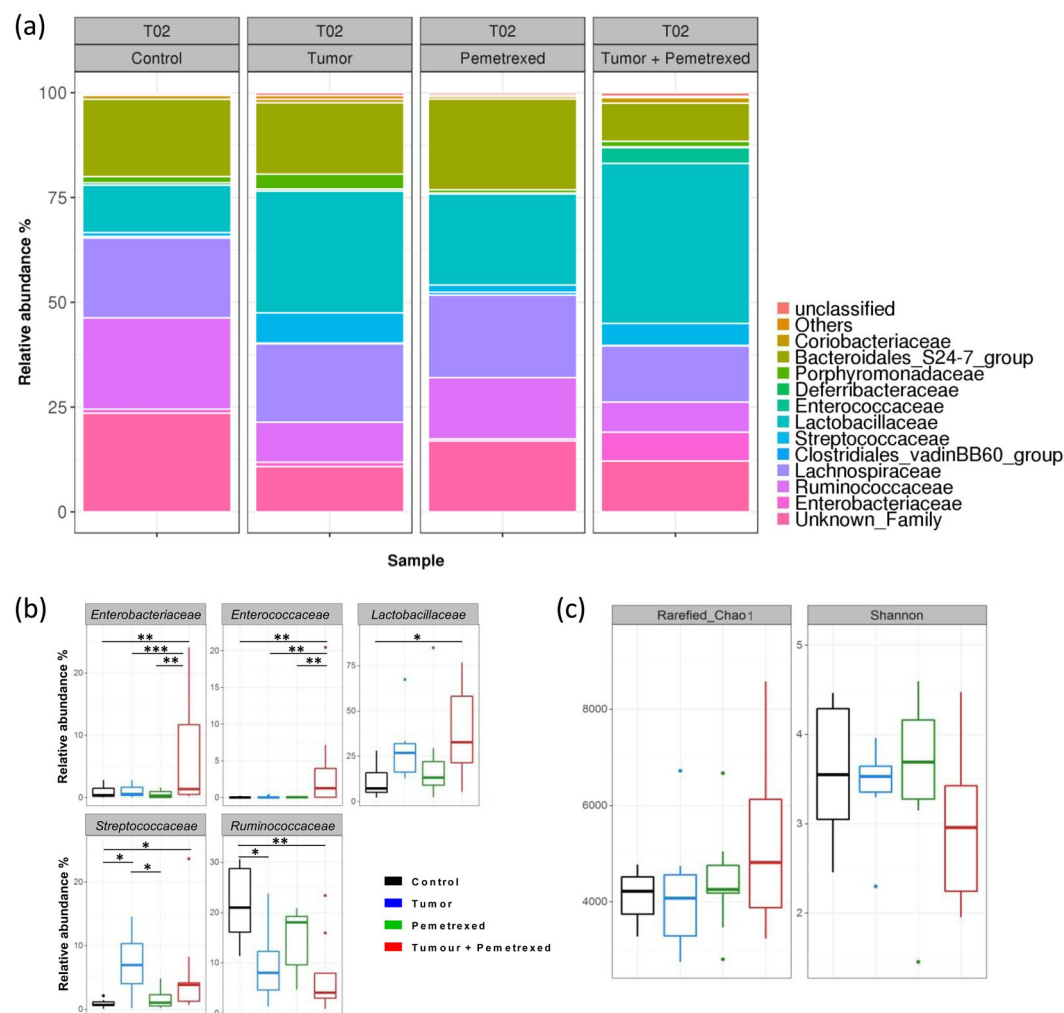 (a)
T02 T02 T02 T02
Control Tumor Pemetrexed Tumor + Pemetrexed
100
75
50
25
0
Relative abundance %
Sample
unclassified
Others
Coriobacteriaceae
Bacteroidales_S24-7_group
Porphyromonadaceae
Deferribacteraceae
Enterococcaceae
Lactobacillaceae
Streptococcaceae
Clostridiales_vadinBB60_group
Lachnospiraceae
Ruminococcaceae
Enterobacteriaceae
Unknown_Family
(b)
Enterobacteriaceae Enterococcaceae Lactobacillaceae
Relative abundance %
** *** **
** ** **
*
20
10
0
20
15
10
5
0
75
50
25
0
Streptococcaceae Ruminococcaceae
Relative abundance %
* * *
** *
20
10
0
30
20
10
0
Control
Tumor
Pemetrexed
Tumour + Pemetrexed
(c)
Rarefied_Chao1 Shannon
8000
6000
4000
5
4
3
2